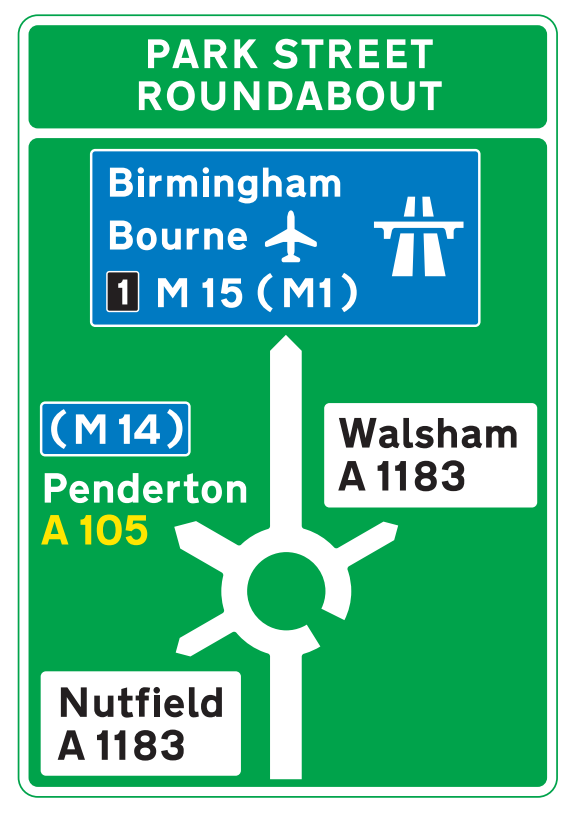 PARK STREET
ROUNDABOUT
Birmingham
Bourne
1 M 15 (M1)
(M 14)
Penderton
A 105
Walsham
A 1183
Nutfield
A 1183